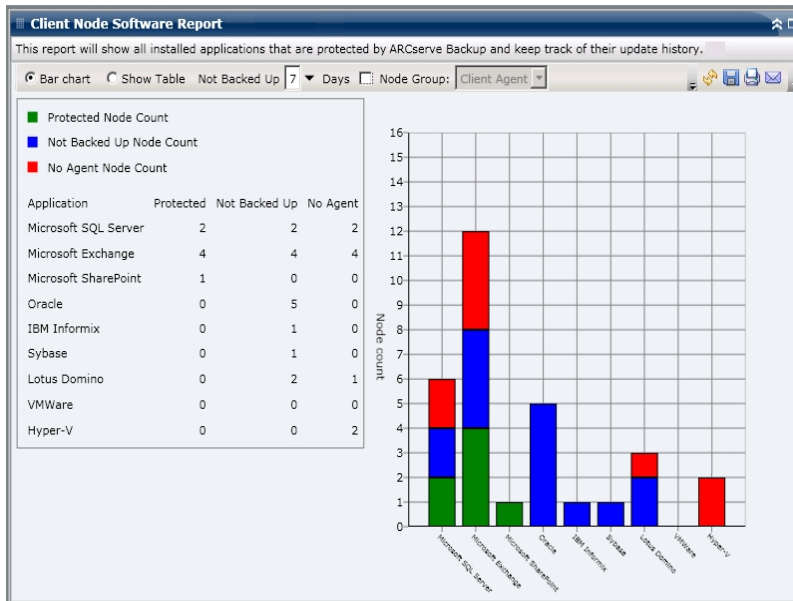 Client Node Software Report
This report will show all installed applications that are protected by ARCserve Backup and keep track of their update history.
Bar chart Show Table Not Backed Up 7 Days Node Group: Client Agent
Protected Node Count
Not Backed Up Node Count
No Agent Node Count
Application Protected Not Backed Up No Agent
Microsoft SQL Server 2 2 2
Microsoft Exchange 4 4 4
Microsoft SharePoint 1 0 0
Oracle 0 5 0
IBM Informix 0 1 0
Sybase 0 1 0
Lotus Domino 0 2 1
VMWare 0 0 0
Hyper-V 0 0 2
Node count
16
15
14
13
12
11
10
9
8
7
6
5
4
3
2
1
0
Microsoft SQL Server
Microsoft Exchange
Microsoft SharePoint
Oracle
IBM Informix
Sybase
Lotus Domino
VMWare
Hyper-V